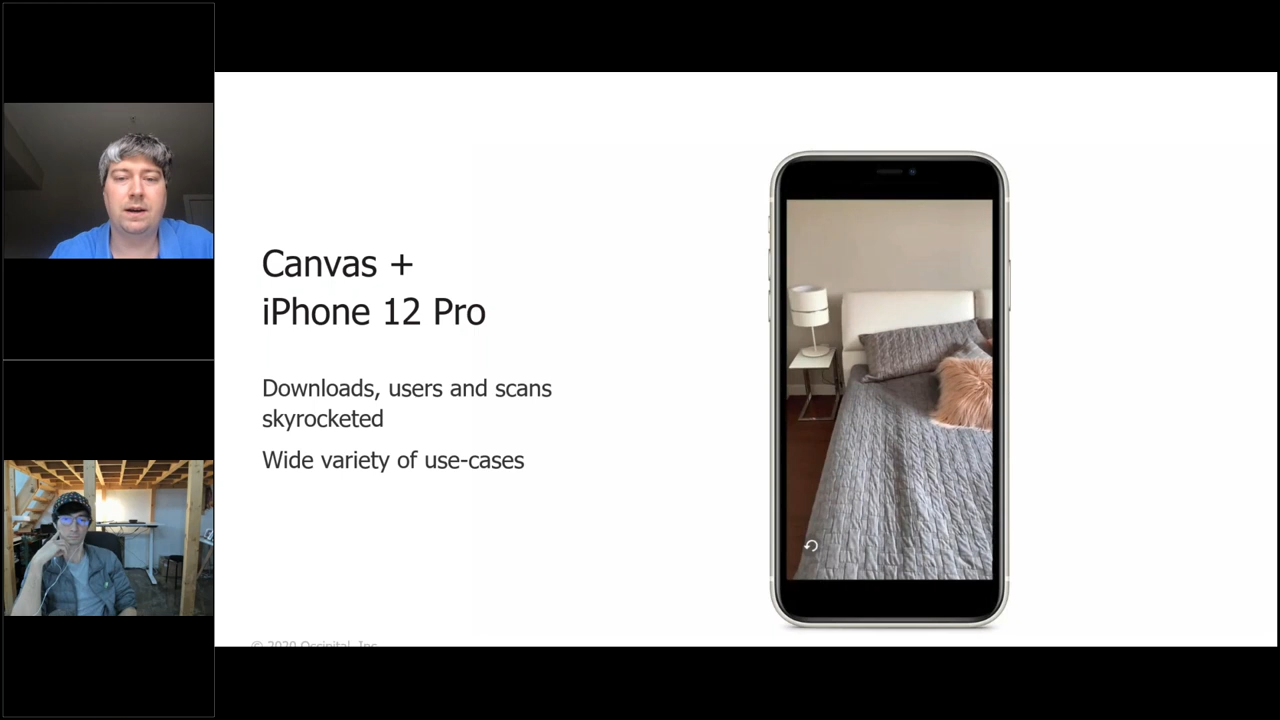 Canvas +
iPhone 12 Pro
Downloads, users and scans
skyrocketed
Wide variety of use-cases
© 2020 Occipital, Inc.